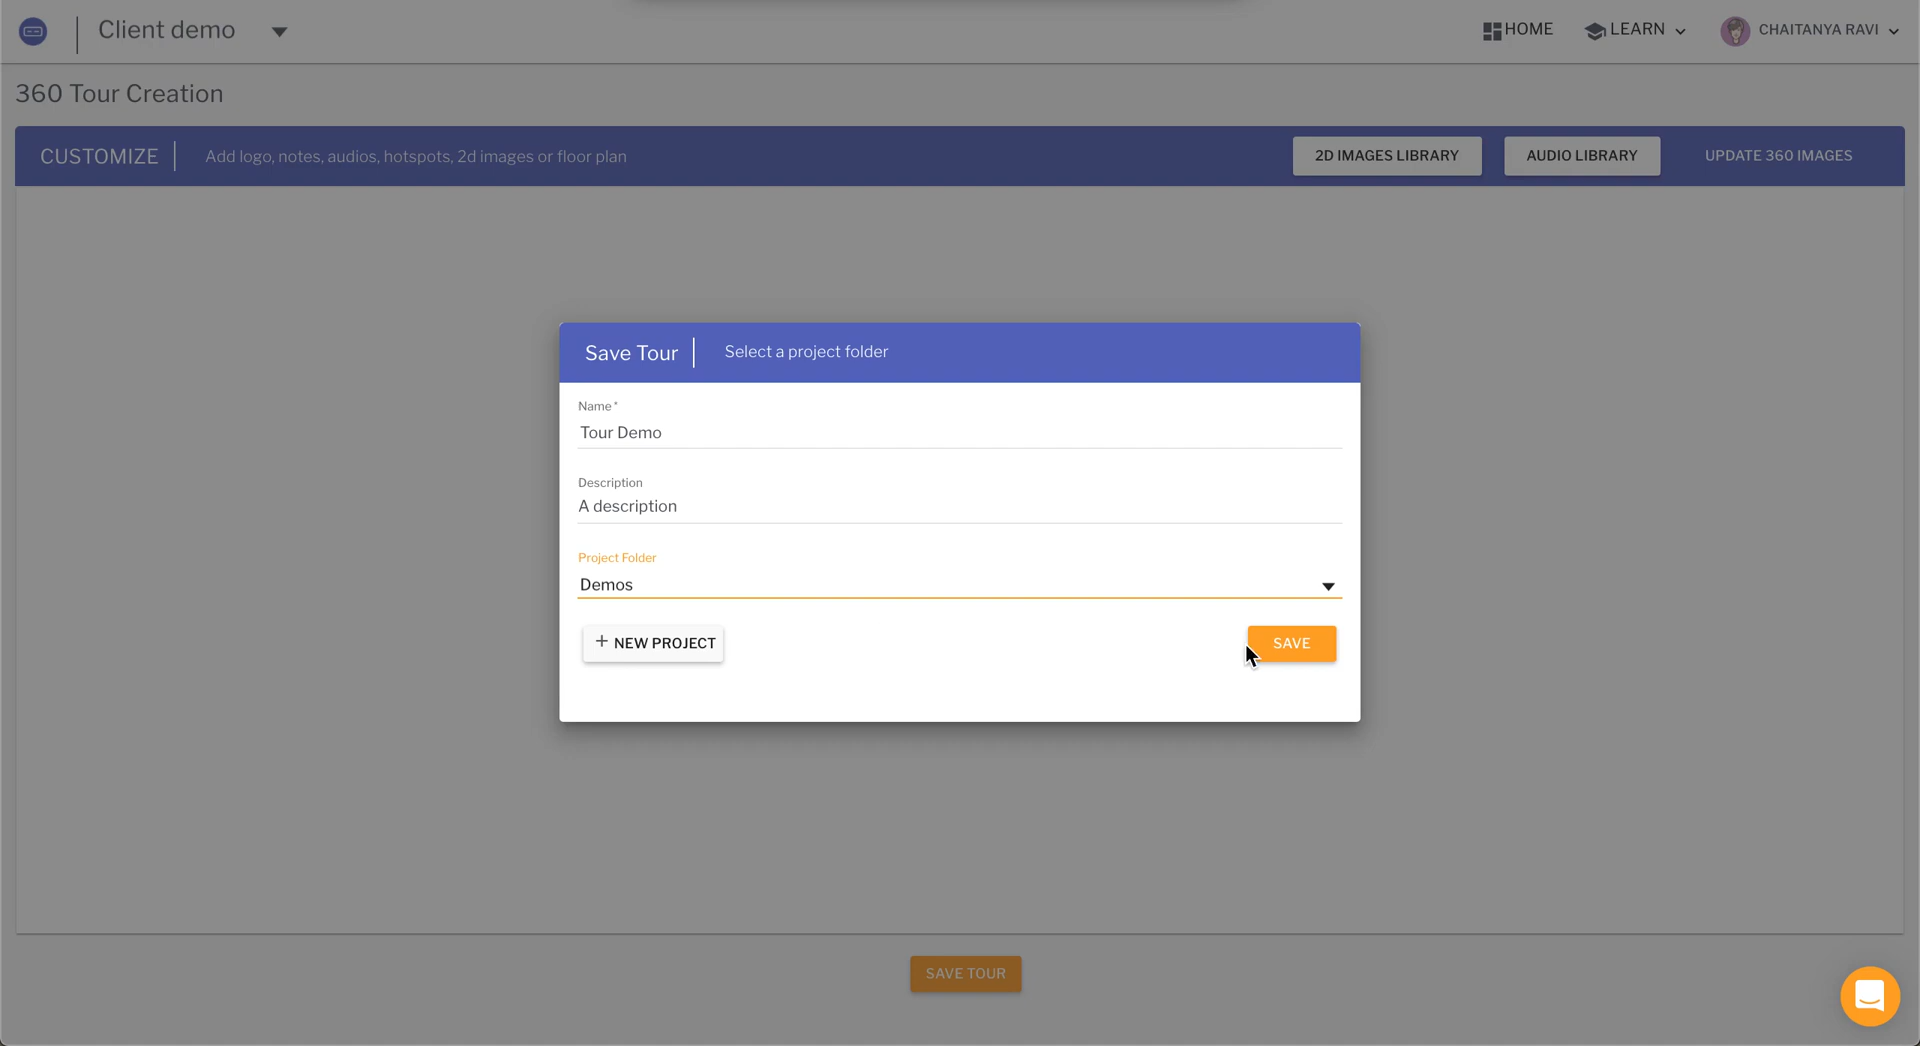 Client demo
HOME
LEARN
CHAITANYA RAVI
360 Tour Creation
CUSTOMIZE
Add logo, notes, audios, hotspots, 2d images or floor plan
2D IMAGES LIBRARY
AUDIO LIBRARY
UPDATE 360 IMAGES
Save Tour
Select a project folder
Name *
Tour Demo
Description
A description
Project Folder
Demos
+ NEW PROJECT
SAVE
SAVE TOUR